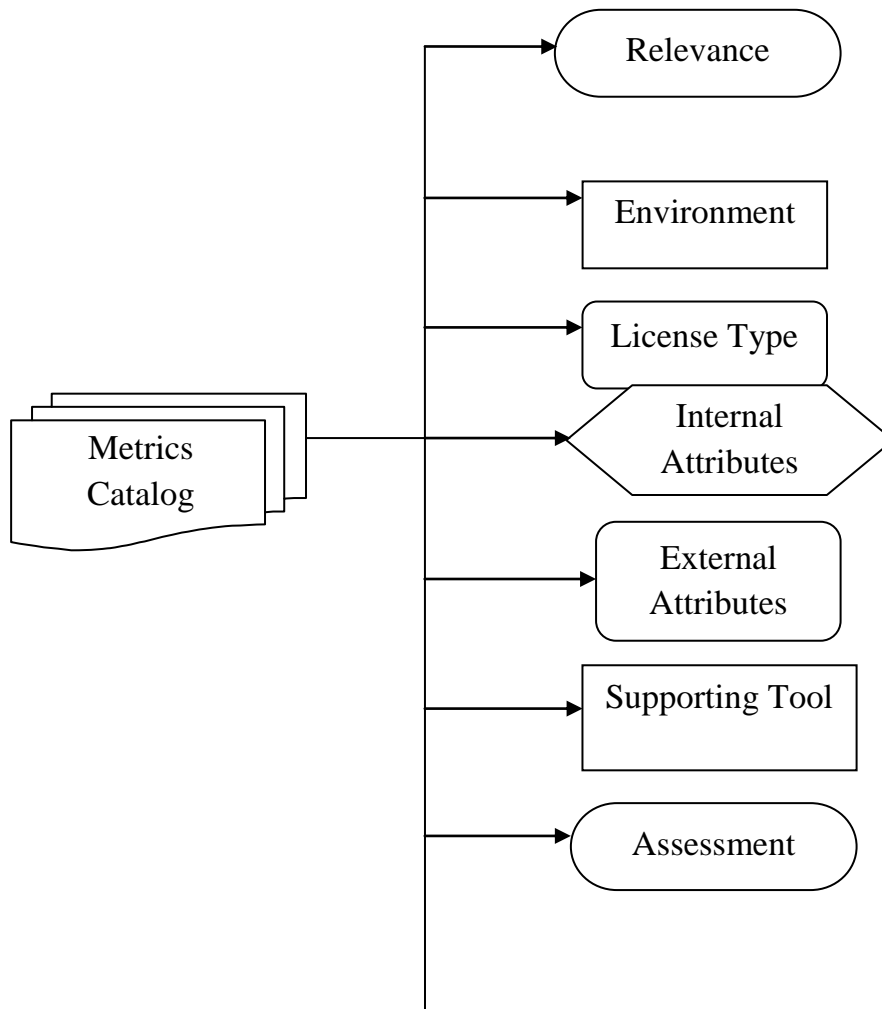 Relevance
Environment
License Type
Metrics
Catalog
Internal
Attributes
External
Attributes
Supporting Tool
Assessment